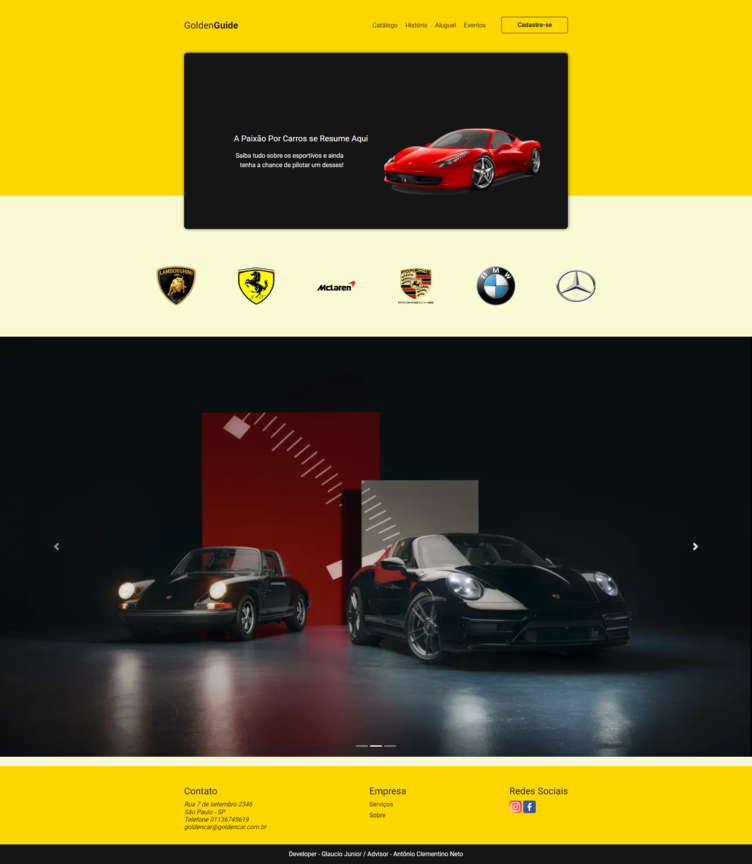 GoldenGuide
Catálogo História Aluguel Eventos Cadastre-se
A Paixão Por Carros se Resume Aqui
Saiba tudo sobre os esportivos e ainda
tenha a chance de pilotar um desses!
LAMBORGHINI
McLaren
PORSCHE
PORSCHE
BMW
Contato
Rua 7 de setembro 2346
São Paulo - SP
Telefone 01136745619
goldencar@goldencar.com.br
Empresa
Serviços
Sobre
Redes Sociais
Developer - Glaucio Junior / Advisor - Antônio Clementino Neto